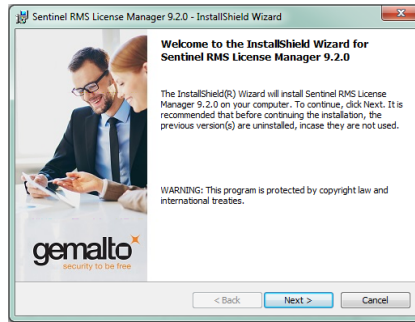 Sentinel RMS License Manager 9.2.0 - InstallShield Wizard
Welcome to the InstallShield Wizard for
Sentinel RMS License Manager 9.2.0
The InstallShield(R) Wizard will install Sentinel RMS License
Manager 9.2.0 on your computer. To continue, click Next. It is
recommended that before continuing the installation, the
previous version(s) are uninstalled, incase they are not used.
WARNING: This program is protected by copyright law and
international treaties.
gemalto
security to be free
< Back
Next >
Cancel